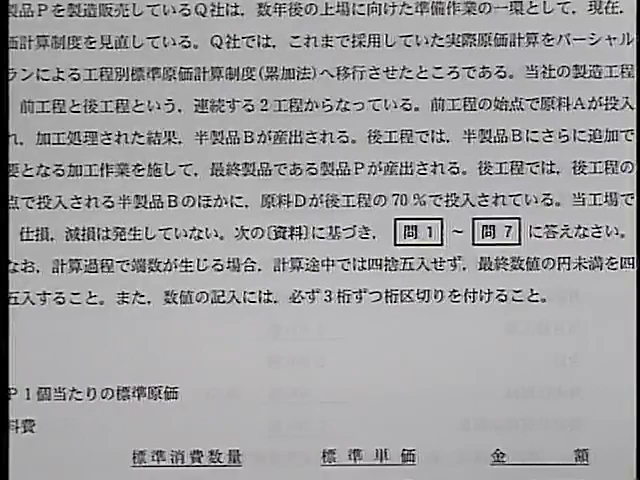 製品Pを製造販売しているQ社は，数年後の上場に向けた準備作業の一環として，現在，
価計算制度を見直している。Q社では，これまで採用していた実際原価計算をパーシャル
ランによる工程別標準原価計算制度(累加法)へ移行させたところである。当社の製造工程
前工程と後工程という，連続する2工程からなっている。前工程の始点で原料Aが投入
れ，加工処理された結果，半製品Bが産出される。後工程では，半製品Bにさらに追加で
要となる加工作業を施して，最終製品である製品Pが産出される。後工程では，後工程の
点で投入される半製品Bのほかに，原料Dが後工程の70％で投入されている。当工場で
仕損，減損は発生していない。次の〔資料〕に基づき， 問1 ～ 問7 に答えなさい。
なお，計算過程で端数が生じる場合，計算途中では四捨五入せず，最終数値の円未満を四
五入すること。また，数値の記入には，必ず3桁ずつ桁区切りを付けること。
P1個当たりの標準原価
料費
標準消費数量 標準単価 金額